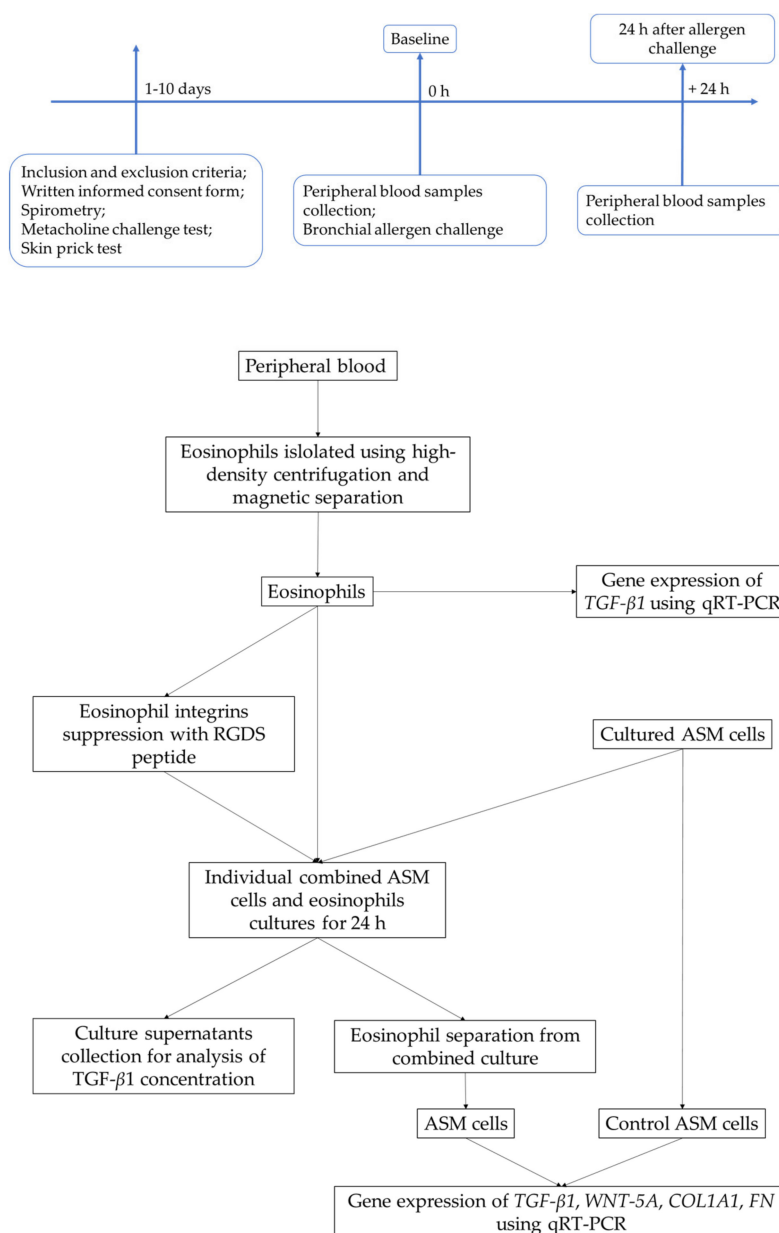 Baseline
24 h after allergen
challenge
1-10 days
0 h
+ 24 h
Inclusion and exclusion criteria;
Written informed consent form;
Spirometry;
Metacholine challenge test;
Skin prick test
Peripheral blood samples
collection;
Bronchial allergen challenge
Peripheral blood samples
collection
Peripheral blood
Eosinophils islolated using high-
density centrifugation and
magnetic separation
Eosinophils
Gene expression of
TGF-β1 using qRT-PCR
Eosinophil integrins
suppression with RGDS
peptide
Cultured ASM cells
Individual combined ASM
cells and eosinophils
cultures for 24 h
Culture supernatants
collection for analysis of
TGF-β1 concentration
Eosinophil separation from
combined culture
ASM cells
Control ASM cells
Gene expression of TGF-β1, WNT-5A, COL1A1, FN
using qRT-PCR